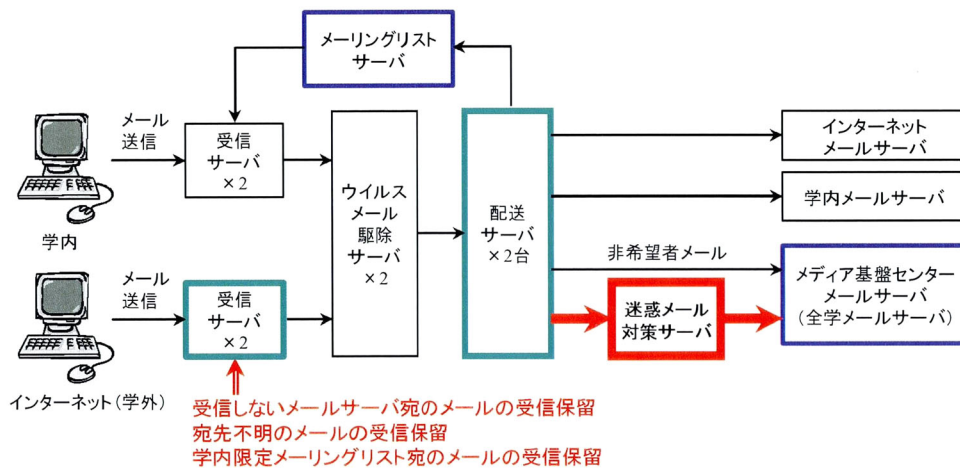 メーリングリスト
サーバ
メール
送信
受信
サーバ
×2
学内
ウイルス
メール
駆除
サーバ
×2
配送
サーバ
×2台
インターネット
メールサーバ
学内メールサーバ
非希望者メール
メディア基盤センター
メールサーバ
(全学メールサーバ)
迷惑メール
対策サーバ
メール
送信
受信
サーバ
×2
インターネット(学外)
受信しないメールサーバ宛のメールの受信保留
宛先不明のメールの受信保留
学内限定メーリングリスト宛のメールの受信保留